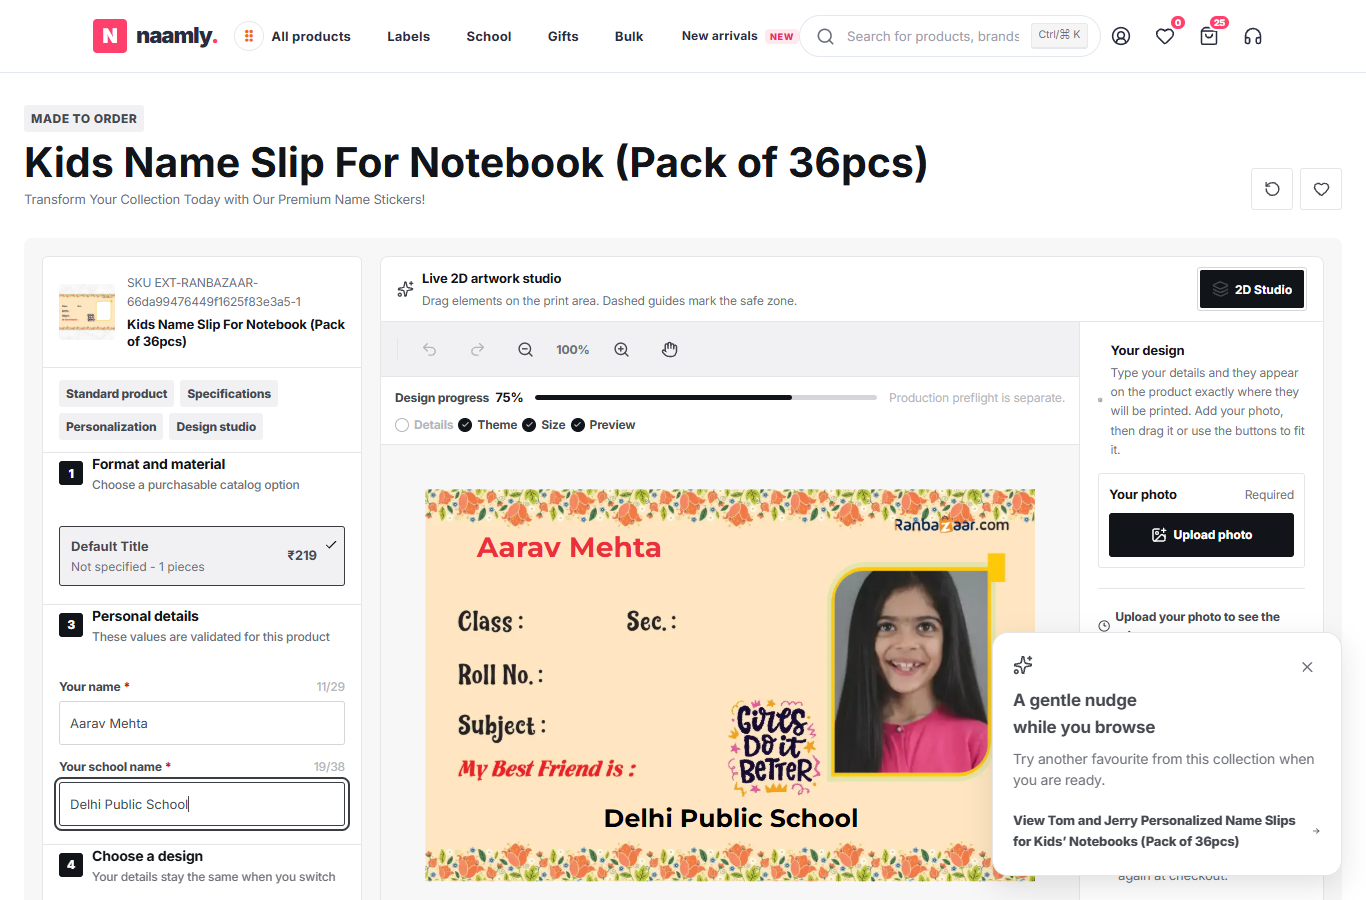 N naamly.
All products
Labels
School
Gifts
Bulk
New arrivals NEW
Search for products, brands
Ctrl/⌘ K
0
25
MADE TO ORDER
Kids Name Slip For Notebook (Pack of 36pcs)
Transform Your Collection Today with Our Premium Name Stickers!
SKU EXT-RANBAZAAR-
66da99476449f1625f83e3a5-1
Kids Name Slip For Notebook (Pack
of 36pcs)
Standard product
Specifications
Personalization
Design studio
1
Format and material
Choose a purchasable catalog option
Default Title
Not specified - 1 pieces
₹219
3
Personal details
These values are validated for this product
Your name *
11/29
Aarav Mehta
Your school name *
19/38
Delhi Public School
4
Choose a design
Your details stay the same when you switch
Live 2D artwork studio
Drag elements on the print area. Dashed guides mark the safe zone.
2D Studio
100%
Design progress 75%
Production preflight is separate.
Details
Theme
Size
Preview
Ranbazaar.com
Aarav Mehta
Class :
Sec. :
Roll No. :
Subject :
My Best Friend is :
GIRLS
DO it
BETTER
Delhi Public School
Your design
Type your details and they appear
on the product exactly where they
will be printed. Add your photo,
then drag it or use the buttons to fit
it.
Your photo
Required
Upload photo
Upload your photo to see the
A gentle nudge
while you browse
Try another favourite from this collection when
you are ready.
View Tom and Jerry Personalized Name Slips
for Kids’ Notebooks (Pack of 36pcs)
again at checkout.